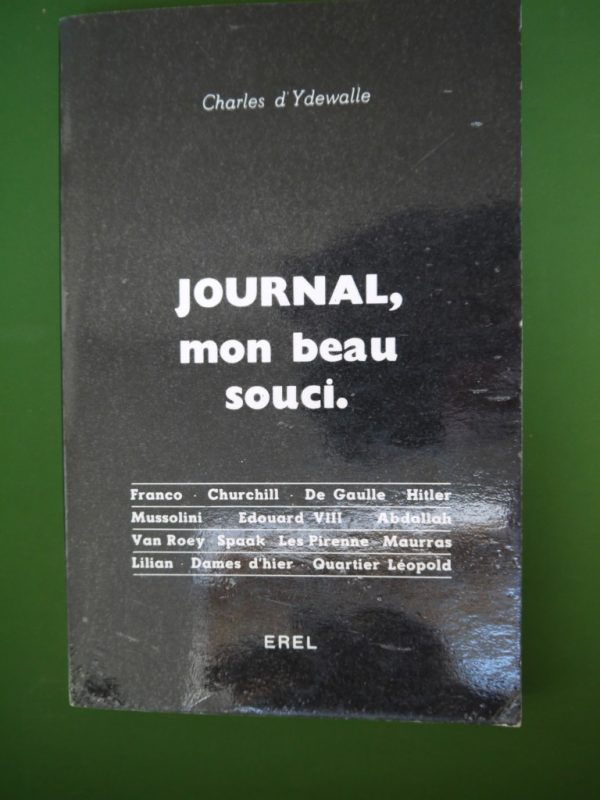 Charles d'Ydewalle
JOURNAL,
mon beau
souci.
Franco · Churchill · De Gaulle · Hitler
Mussolini Edouard VIII Abdallah
Van Roey Spaak Les Pirenne Maurras
Lilian · Dames d'hier · Quartier Léopold
EREL